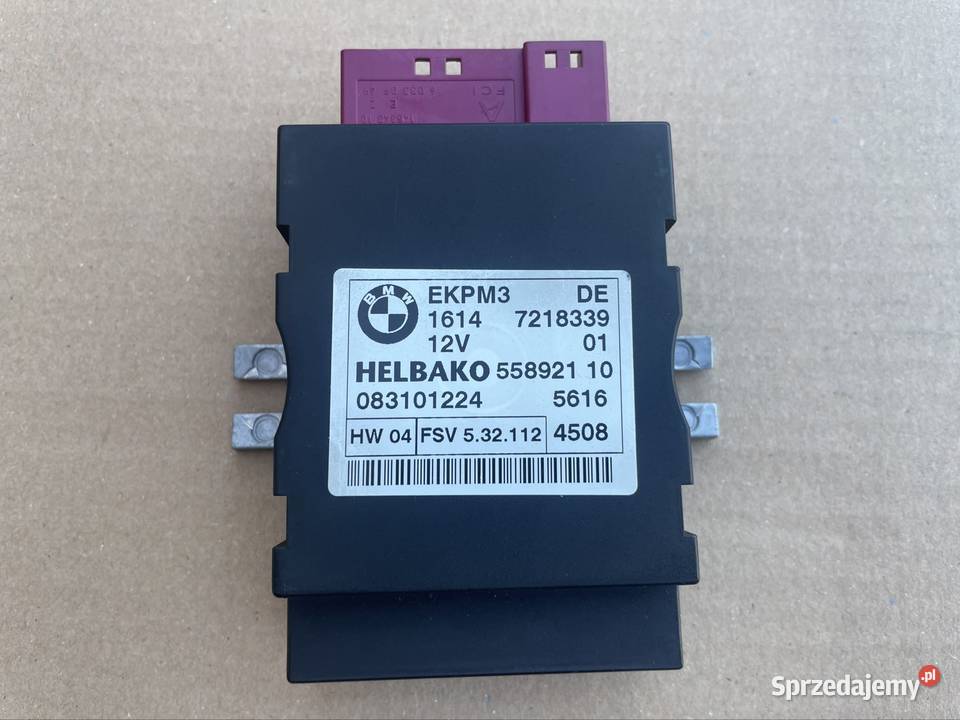 FCI A
E 2
BMW
EKPM3 DE
1614 7218339
12V 01
HELBAKO 558921 10
083101224 5616
HW 04 FSV 5.32.112 4508
Sprzedajemy.pl